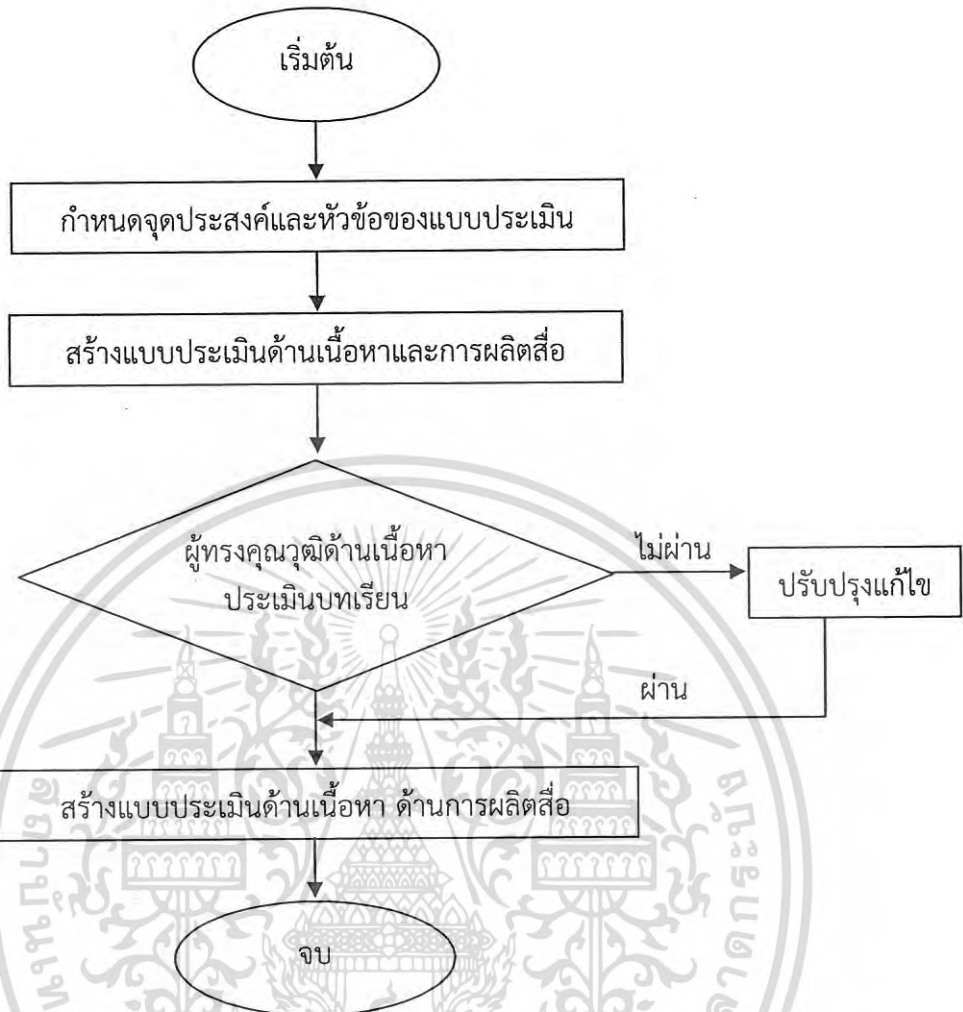 เริ่มต้น
กำหนดจุดประสงค์และหัวข้อของแบบประเมิน
สร้างแบบประเมินด้านเนื้อหาและการผลิตสื่อ
ผู้ทรงคุณวุฒิด้านเนื้อหา
ประเมินบทเรียน
ไม่ผ่าน
ปรับปรุงแก้ไข
ผ่าน
สร้างแบบประเมินด้านเนื้อหา ด้านการผลิตสื่อ
จบ